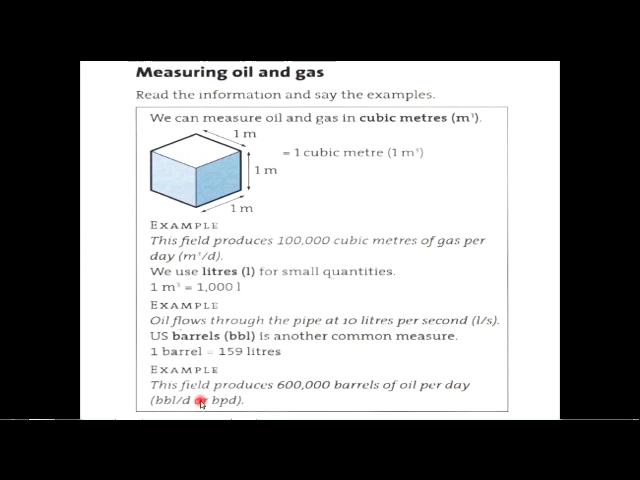 Measuring oil and gas
Read the information and say the examples.
We can measure oil and gas in cubic metres (m³).
1 m
= 1 cubic metre (1 m³)
1 m
1 m
EXAMPLE
This field produces 100,000 cubic metres of gas per
day (m³/d).
We use litres (l) for small quantities.
1 m³ = 1,000 l
EXAMPLE
Oil flows through the pipe at 10 litres per second (l/s).
US barrels (bbl) is another common measure.
1 barrel = 159 litres
EXAMPLE
This field produces 600,000 barrels of oil per day
(bbl/d or bpd).